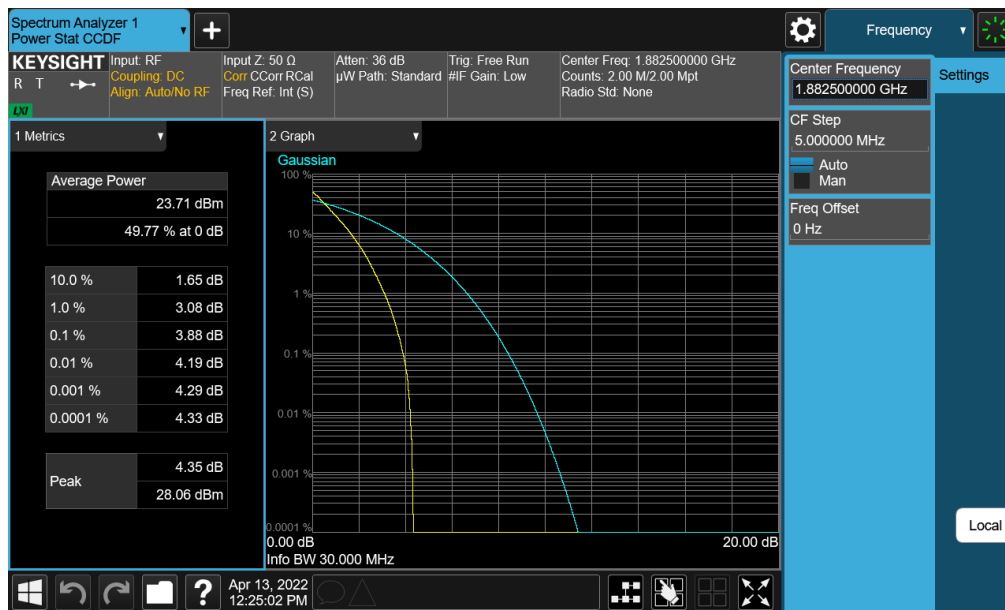 Spectrum Analyzer 1
Power Stat CCDF
Frequency
KEYSIGHT
R T
LXI
Input: RF
Coupling: DC
Align: Auto/No RF
Input Z: 50 Ω
Corr CCorr RCal
Freq Ref: Int (S)
Atten: 36 dB
µW Path: Standard
Trig: Free Run
#IF Gain: Low
Center Freq: 1.882500000 GHz
Counts: 2.00 M/2.00 Mpt
Radio Std: None
Center Frequency
1.882500000 GHz
Settings
CF Step
5.000000 MHz
Auto
Man
Freq Offset
0 Hz
Local
1 Metrics
Average Power
23.71 dBm
49.77 % at 0 dB
10.0 % 1.65 dB
1.0 % 3.08 dB
0.1 % 3.88 dB
0.01 % 4.19 dB
0.001 % 4.29 dB
0.0001 % 4.33 dB
Peak
4.35 dB
28.06 dBm
2 Graph
Gaussian
100 %
10 %
1 %
0.1 %
0.01 %
0.001 %
0.0001 %
0.00 dB 20.00 dB
Info BW 30.000 MHz
?
Apr 13, 2022
12:25:02 PM